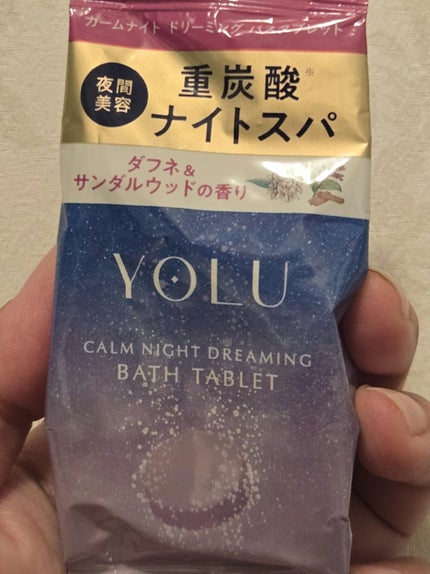 カームナイト ドリーミング バスタブレット
夜間
美容
重炭酸※
ナイトスパ
ダフネ&
サンダルウッドの香り
YOLU
CALM NIGHT DREAMING
BATH TABLET